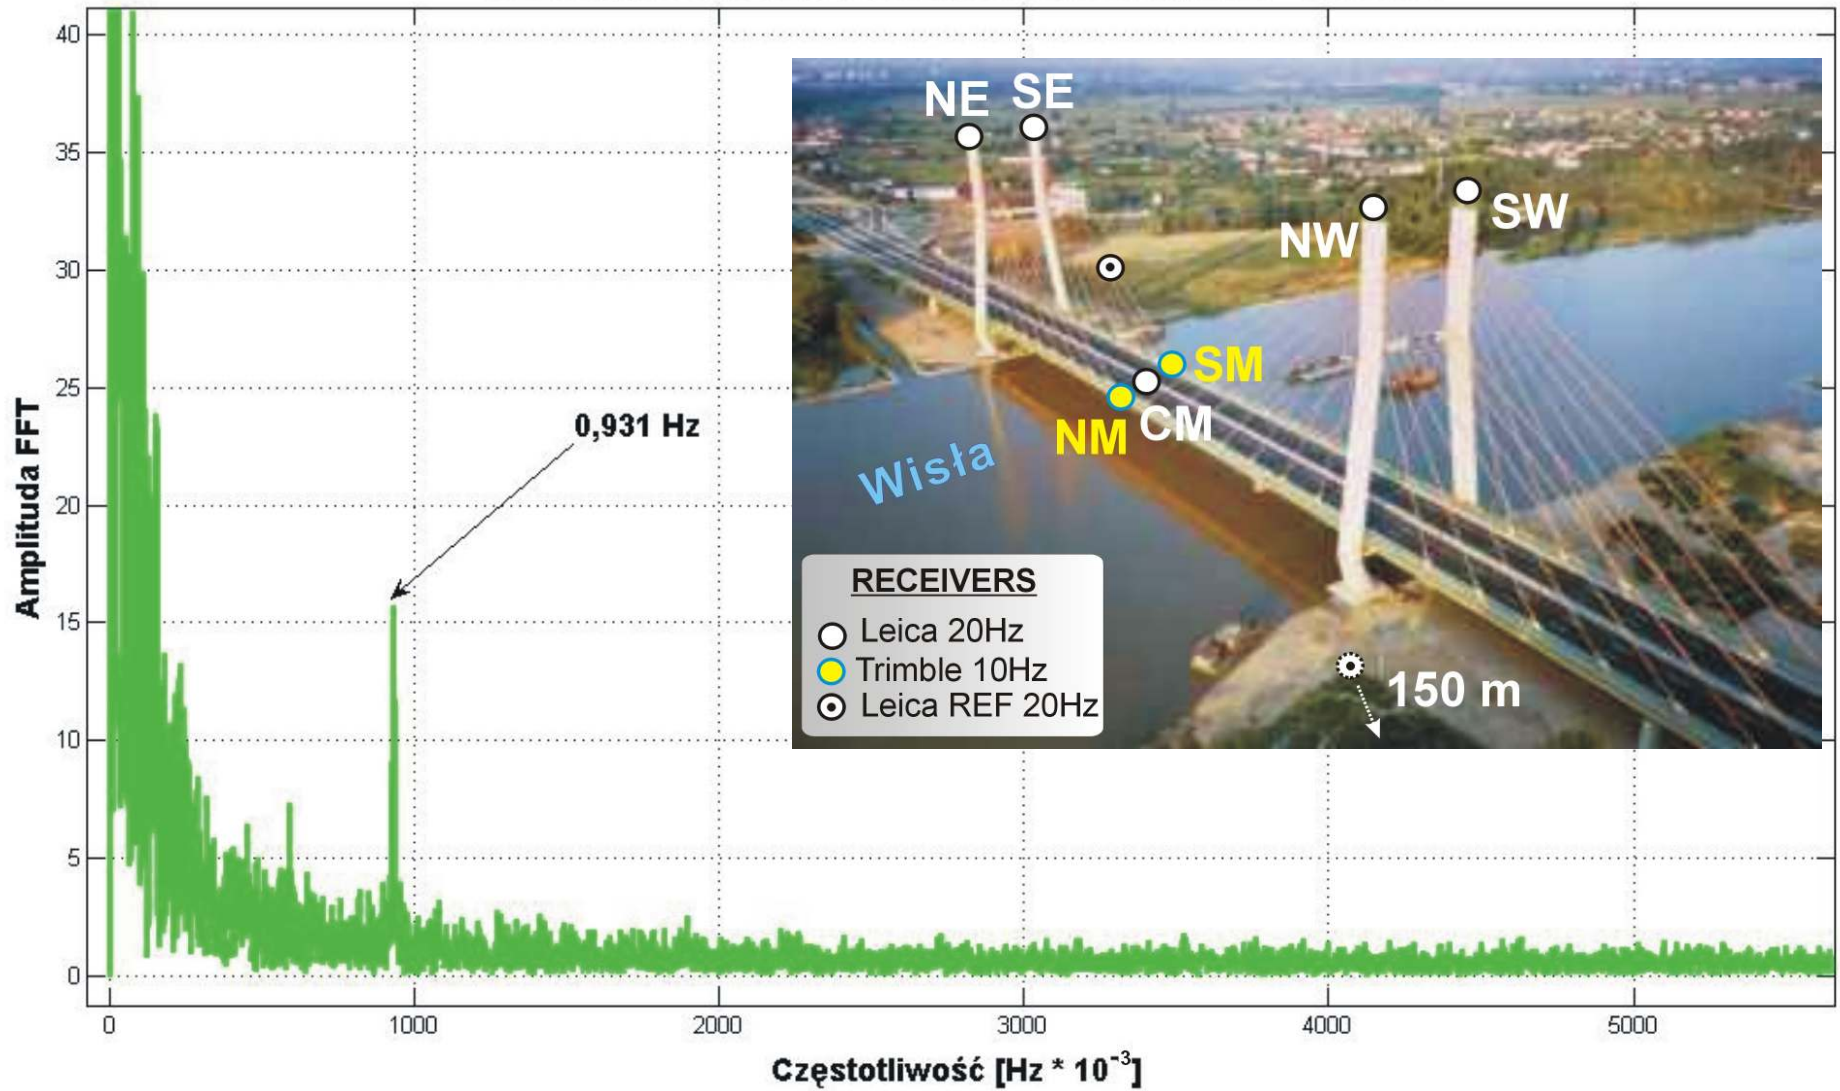 40
35
30
25
20
15
10
5
0
Amplituda FFT
0,931 Hz
NE
SE
NW
SW
SM
NM
CM
Wisła
RECEIVERS
Leica 20Hz
Trimble 10Hz
Leica REF 20Hz
150 m
0
1000
2000
3000
4000
5000
Częstotliwość [Hz * 10⁻³]